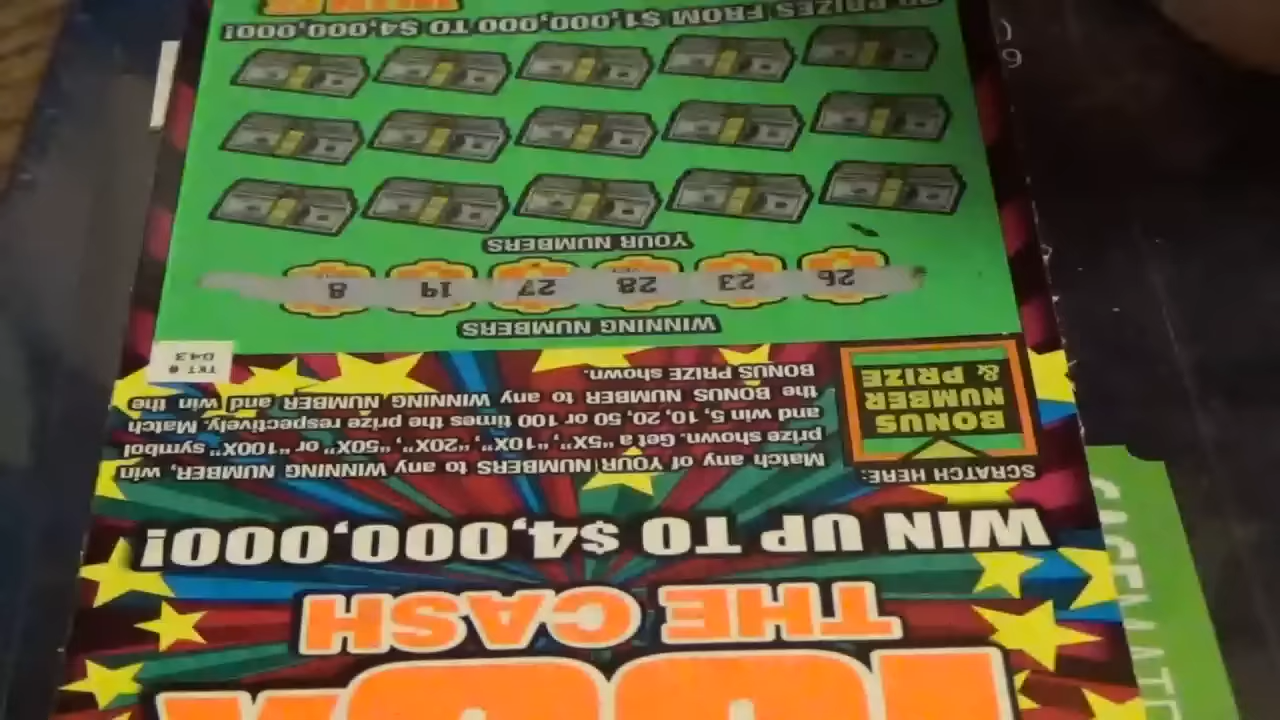 100X
THE CASH
WIN UP TO $4,000,000!
SCRATCH HERE:
BONUS
NUMBER
& PRIZE
Match any of YOUR NUMBERS to any WINNING NUMBER, win
prize shown. Get a "5X", "10X", "20X", "50X" or "100X" symbol
and win 5, 10, 20, 50 or 100 times the prize respectively. Match
the BONUS NUMBER to any WINNING NUMBER and win the
BONUS PRIZE shown.
TKT #
043
WINNING NUMBERS
26 23 28 27 19 8
YOUR NUMBERS
PRIZES FROM $1,000,000 TO $4,000,000!